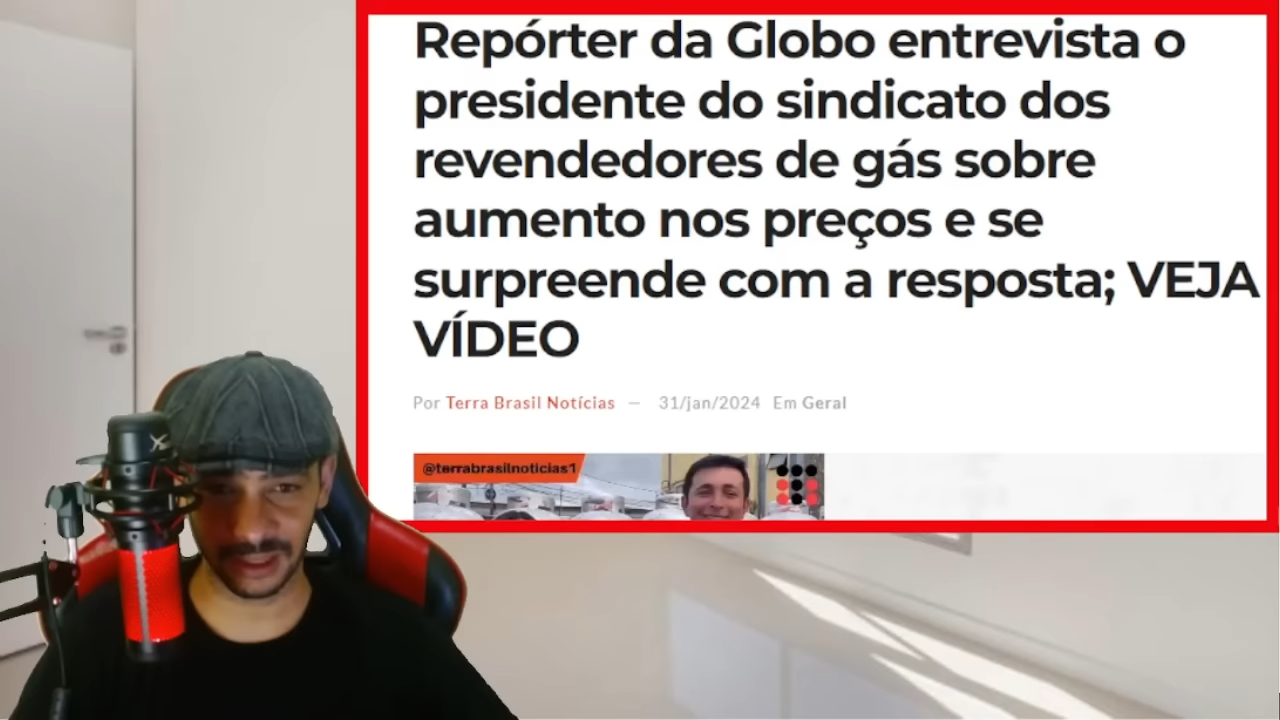 Repórter da Globo entrevista o
presidente do sindicato dos
revendedores de gás sobre
aumento nos preços e se
surpreende com a resposta; VEJA
VÍDEO
Por Terra Brasil Notícias — 31/jan/2024 Em Geral
@terrabrasilnoticias1